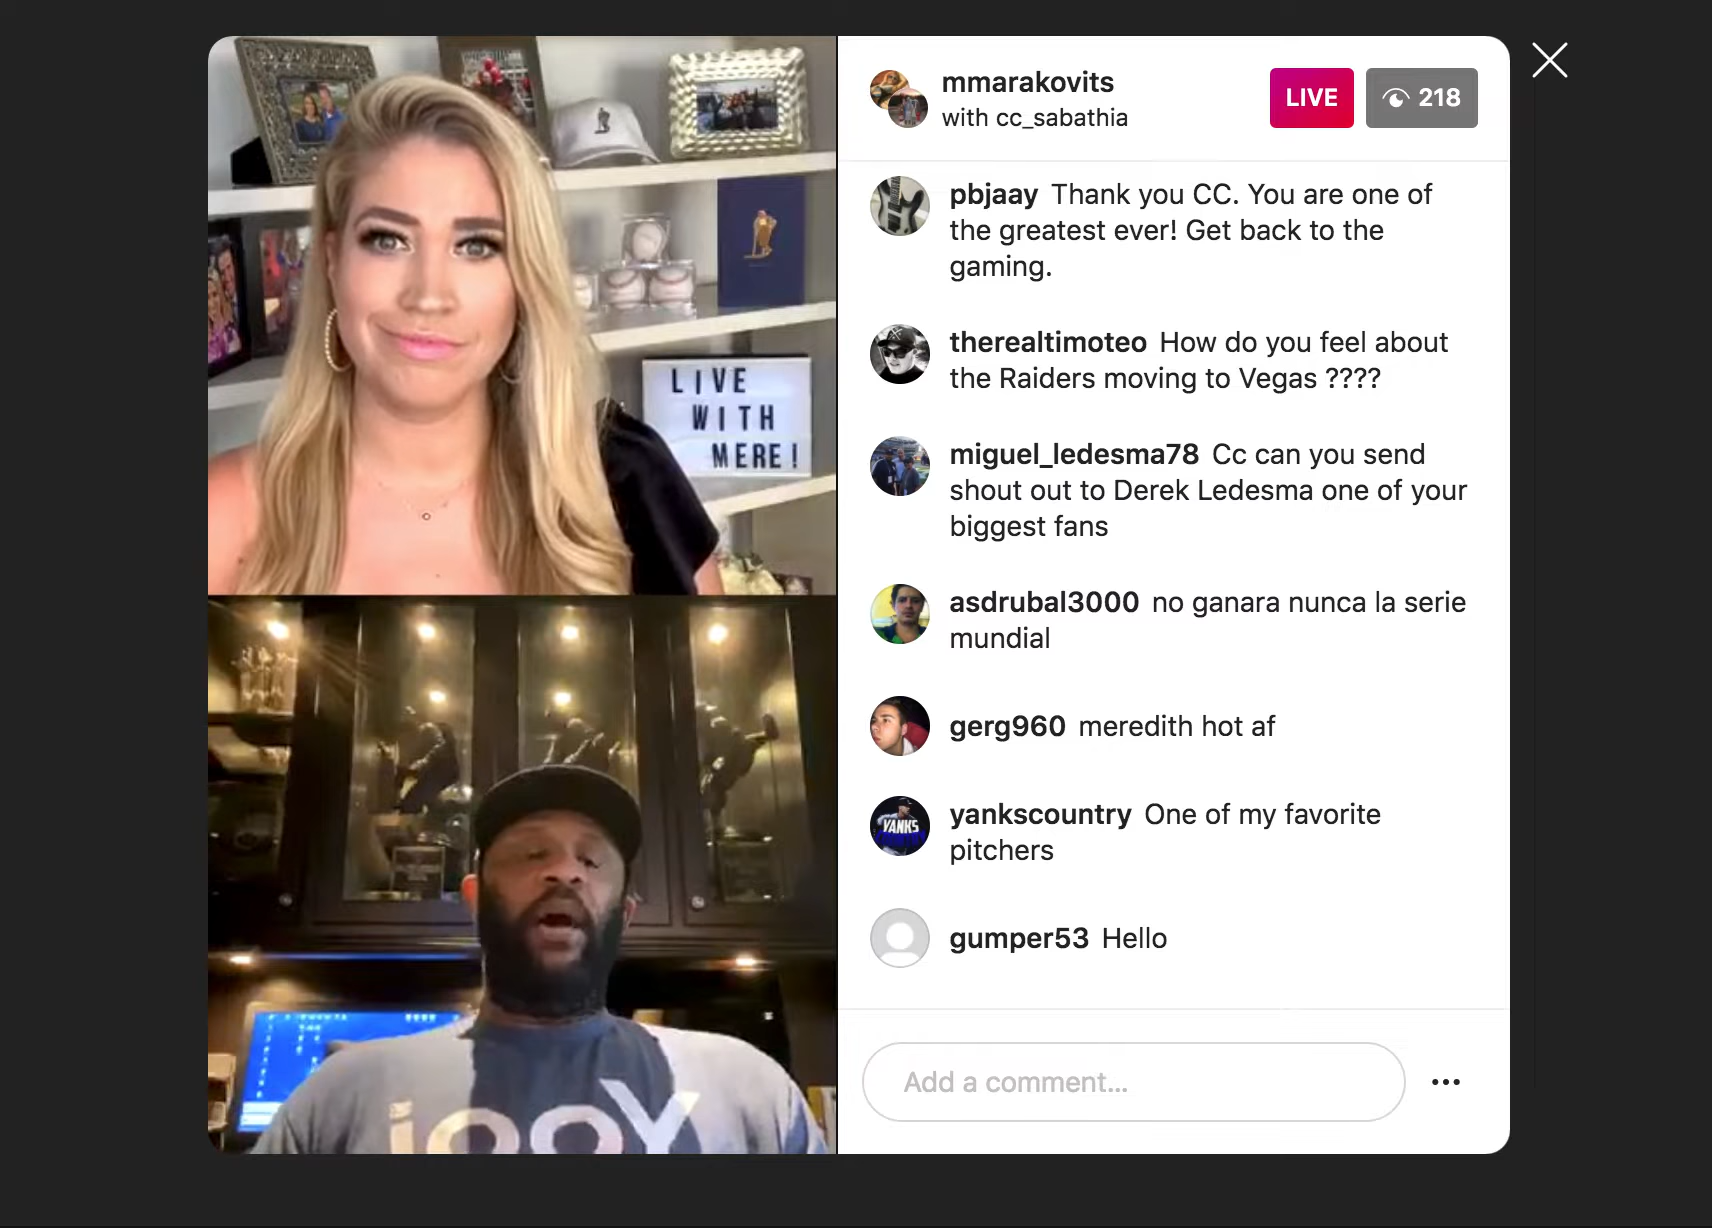 LIVE
WITH
MERE!
mmarakovits
with cc_sabathia
LIVE
218
pbjaay Thank you CC. You are one of
the greatest ever! Get back to the
gaming.
therealtimoteo How do you feel about
the Raiders moving to Vegas ????
miguel_ledesma78 Cc can you send
shout out to Derek Ledesma one of your
biggest fans
asdrubal3000 no ganara nunca la serie
mundial
gerg960 meredith hot af
YANKS
yankscountry One of my favorite
pitchers
gumper53 Hello
Add a comment...